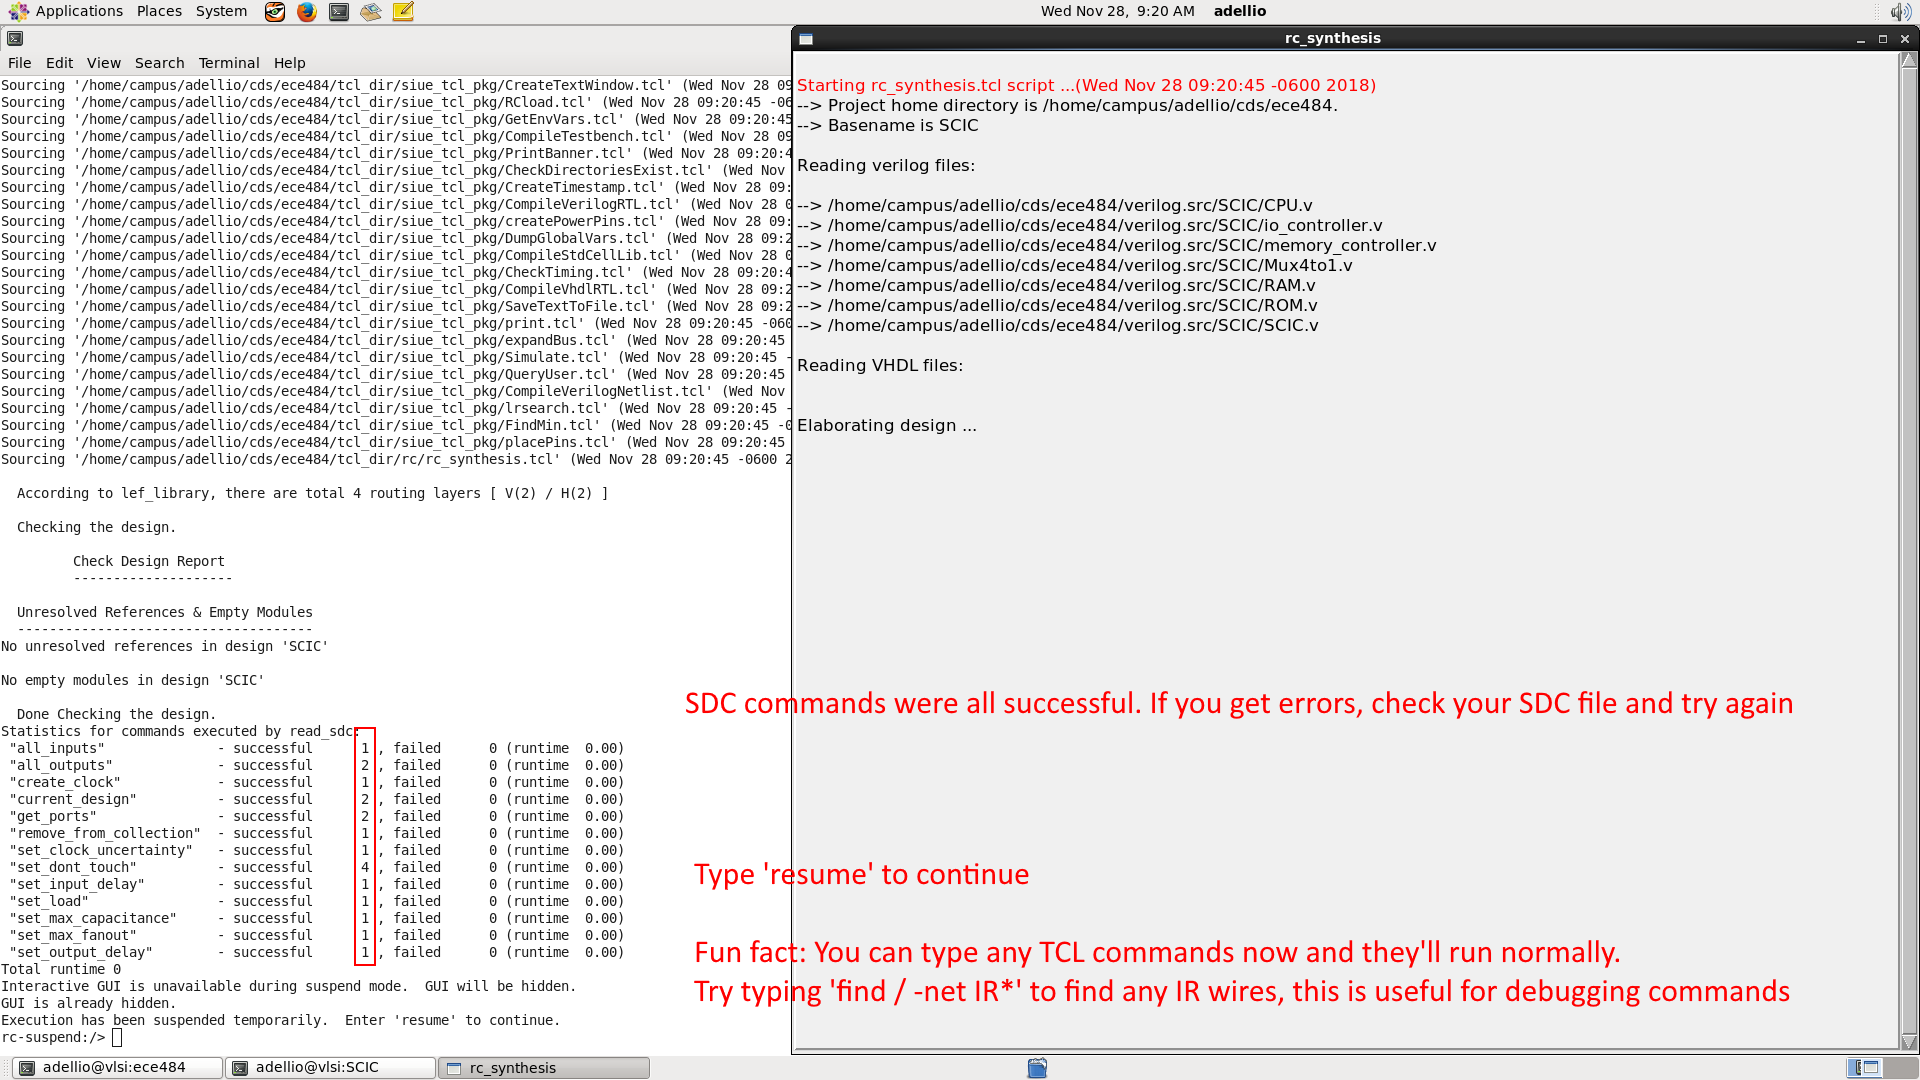 Applications Places System
Wed Nov 28, 9:20 AM adellio
File Edit View Search Terminal Help
Sourcing '/home/campus/adellio/cds/ece484/tcl_dir/siue_tcl_pkg/CreateTextWindow.tcl' (Wed Nov 28 09
Sourcing '/home/campus/adellio/cds/ece484/tcl_dir/siue_tcl_pkg/RCload.tcl' (Wed Nov 28 09:20:45 -06
Sourcing '/home/campus/adellio/cds/ece484/tcl_dir/siue_tcl_pkg/GetEnvVars.tcl' (Wed Nov 28 09:20:45
Sourcing '/home/campus/adellio/cds/ece484/tcl_dir/siue_tcl_pkg/CompileTestbench.tcl' (Wed Nov 28 09
Sourcing '/home/campus/adellio/cds/ece484/tcl_dir/siue_tcl_pkg/PrintBanner.tcl' (Wed Nov 28 09:20:4
Sourcing '/home/campus/adellio/cds/ece484/tcl_dir/siue_tcl_pkg/CheckDirectoriesExist.tcl' (Wed Nov
Sourcing '/home/campus/adellio/cds/ece484/tcl_dir/siue_tcl_pkg/CreateTimestamp.tcl' (Wed Nov 28 09:
Sourcing '/home/campus/adellio/cds/ece484/tcl_dir/siue_tcl_pkg/CompileVerilogRTL.tcl' (Wed Nov 28 0
Sourcing '/home/campus/adellio/cds/ece484/tcl_dir/siue_tcl_pkg/createPowerPins.tcl' (Wed Nov 28 09:
Sourcing '/home/campus/adellio/cds/ece484/tcl_dir/siue_tcl_pkg/DumpGlobalVars.tcl' (Wed Nov 28 09:2
Sourcing '/home/campus/adellio/cds/ece484/tcl_dir/siue_tcl_pkg/CompileStdCellLib.tcl' (Wed Nov 28 0
Sourcing '/home/campus/adellio/cds/ece484/tcl_dir/siue_tcl_pkg/CheckTiming.tcl' (Wed Nov 28 09:20:4
Sourcing '/home/campus/adellio/cds/ece484/tcl_dir/siue_tcl_pkg/CompileVhdlRTL.tcl' (Wed Nov 28 09:2
Sourcing '/home/campus/adellio/cds/ece484/tcl_dir/siue_tcl_pkg/SaveTextToFile.tcl' (Wed Nov 28 09:2
Sourcing '/home/campus/adellio/cds/ece484/tcl_dir/siue_tcl_pkg/print.tcl' (Wed Nov 28 09:20:45 -060
Sourcing '/home/campus/adellio/cds/ece484/tcl_dir/siue_tcl_pkg/expandBus.tcl' (Wed Nov 28 09:20:45
Sourcing '/home/campus/adellio/cds/ece484/tcl_dir/siue_tcl_pkg/Simulate.tcl' (Wed Nov 28 09:20:45 -
Sourcing '/home/campus/adellio/cds/ece484/tcl_dir/siue_tcl_pkg/QueryUser.tcl' (Wed Nov 28 09:20:45
Sourcing '/home/campus/adellio/cds/ece484/tcl_dir/siue_tcl_pkg/CompileVerilogNetlist.tcl' (Wed Nov
Sourcing '/home/campus/adellio/cds/ece484/tcl_dir/siue_tcl_pkg/lrsearch.tcl' (Wed Nov 28 09:20:45 -
Sourcing '/home/campus/adellio/cds/ece484/tcl_dir/siue_tcl_pkg/FindMin.tcl' (Wed Nov 28 09:20:45 -0
Sourcing '/home/campus/adellio/cds/ece484/tcl_dir/siue_tcl_pkg/placePins.tcl' (Wed Nov 28 09:20:45
Sourcing '/home/campus/adellio/cds/ece484/tcl_dir/rc/rc_synthesis.tcl' (Wed Nov 28 09:20:45 -0600 2
According to lef_library, there are total 4 routing layers [ V(2) / H(2) ]
Checking the design.
Check Design Report
--------------------
Unresolved References & Empty Modules
-------------------------------------
No unresolved references in design 'SCIC'
No empty modules in design 'SCIC'
Done Checking the design.
Statistics for commands executed by read_sdc:
"all_inputs" - successful 1 , failed 0 (runtime 0.00)
"all_outputs" - successful 2 , failed 0 (runtime 0.00)
"create_clock" - successful 1 , failed 0 (runtime 0.00)
"current_design" - successful 2 , failed 0 (runtime 0.00)
"get_ports" - successful 2 , failed 0 (runtime 0.00)
"remove_from_collection" - successful 1 , failed 0 (runtime 0.00)
"set_clock_uncertainty" - successful 1 , failed 0 (runtime 0.00)
"set_dont_touch" - successful 4 , failed 0 (runtime 0.00)
"set_input_delay" - successful 1 , failed 0 (runtime 0.00)
"set_load" - successful 1 , failed 0 (runtime 0.00)
"set_max_capacitance" - successful 1 , failed 0 (runtime 0.00)
"set_max_fanout" - successful 1 , failed 0 (runtime 0.00)
"set_output_delay" - successful 1 , failed 0 (runtime 0.00)
Total runtime 0
Interactive GUI is unavailable during suspend mode. GUI will be hidden.
GUI is already hidden.
Execution has been suspended temporarily. Enter 'resume' to continue.
rc-suspend:/>
rc_synthesis
Starting rc_synthesis.tcl script ...(Wed Nov 28 09:20:45 -0600 2018)
--> Project home directory is /home/campus/adellio/cds/ece484.
--> Basename is SCIC
Reading verilog files:
--> /home/campus/adellio/cds/ece484/verilog.src/SCIC/CPU.v
--> /home/campus/adellio/cds/ece484/verilog.src/SCIC/io_controller.v
--> /home/campus/adellio/cds/ece484/verilog.src/SCIC/memory_controller.v
--> /home/campus/adellio/cds/ece484/verilog.src/SCIC/Mux4to1.v
--> /home/campus/adellio/cds/ece484/verilog.src/SCIC/RAM.v
--> /home/campus/adellio/cds/ece484/verilog.src/SCIC/ROM.v
--> /home/campus/adellio/cds/ece484/verilog.src/SCIC/SCIC.v
Reading VHDL files:
Elaborating design ...
SDC commands were all successful. If you get errors, check your SDC file and try again
Type 'resume' to continue
Fun fact: You can type any TCL commands now and they'll run normally.
Try typing 'find / -net IR*' to find any IR wires, this is useful for debugging commands
adellio@vlsi:ece484
adellio@vlsi:SCIC
rc_synthesis